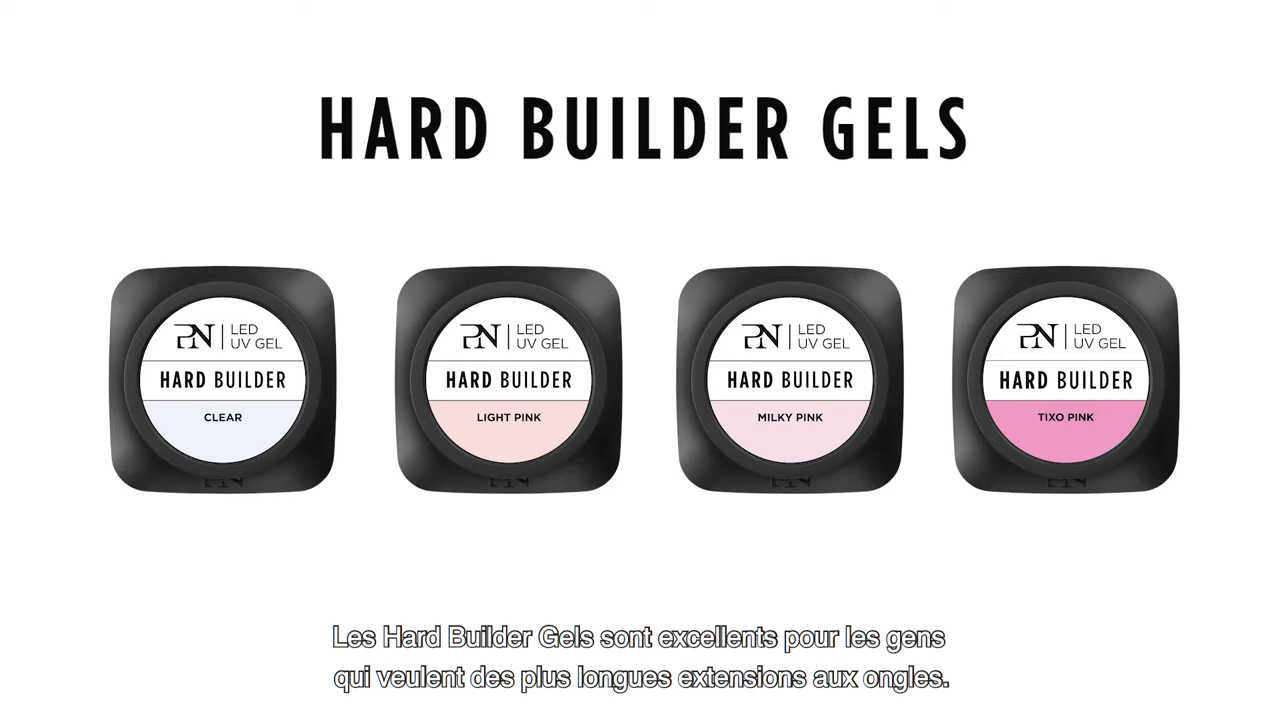 HARD BUILDER GELS
PN | LED UV GEL
HARD BUILDER
CLEAR
PN | LED UV GEL
HARD BUILDER
LIGHT PINK
PN | LED UV GEL
HARD BUILDER
MILKY PINK
PN | LED UV GEL
HARD BUILDER
TIXO PINK
Les Hard Builder Gels sont excellents pour les gens
qui veulent des plus longues extensions aux ongles.